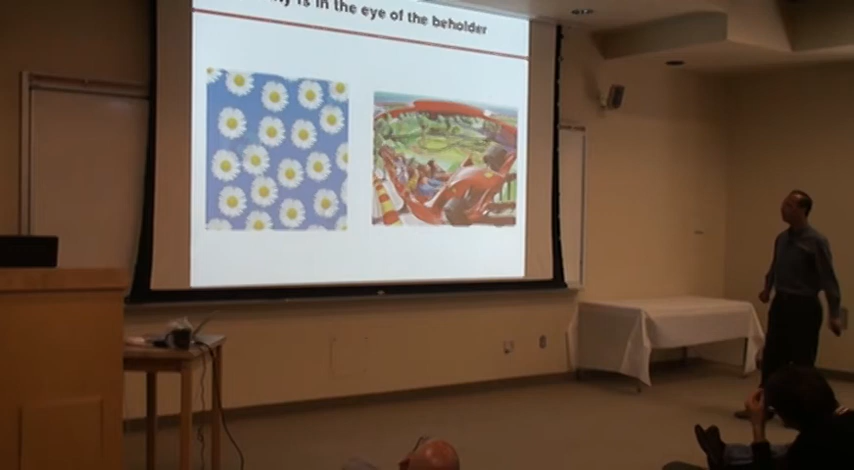 is in the eye of the beholder